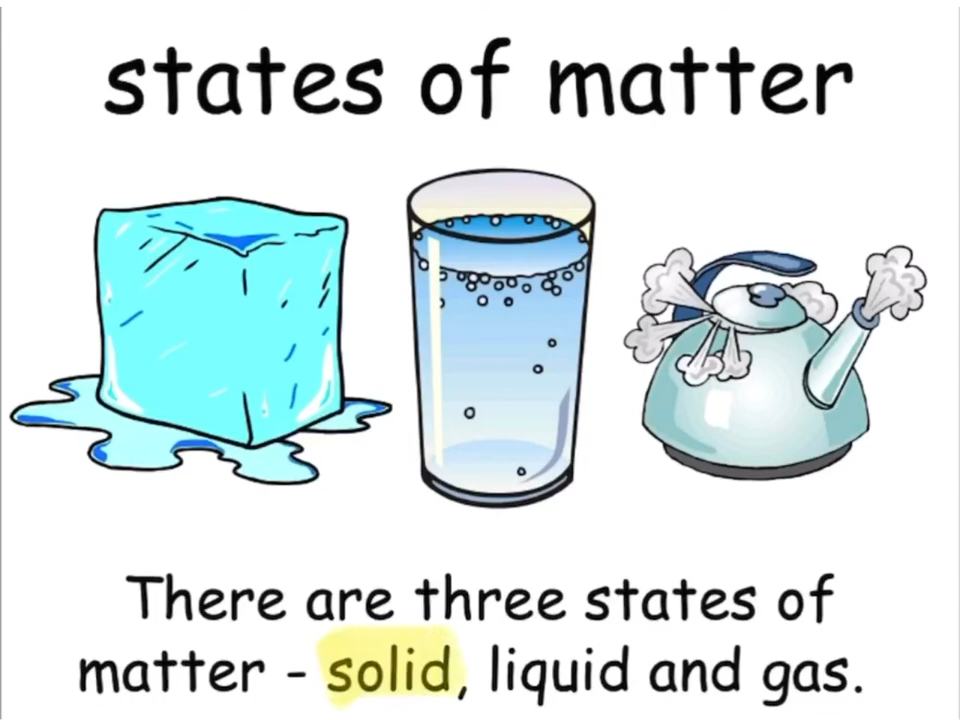 states of matter
There are three states of
matter - solid, liquid and gas.